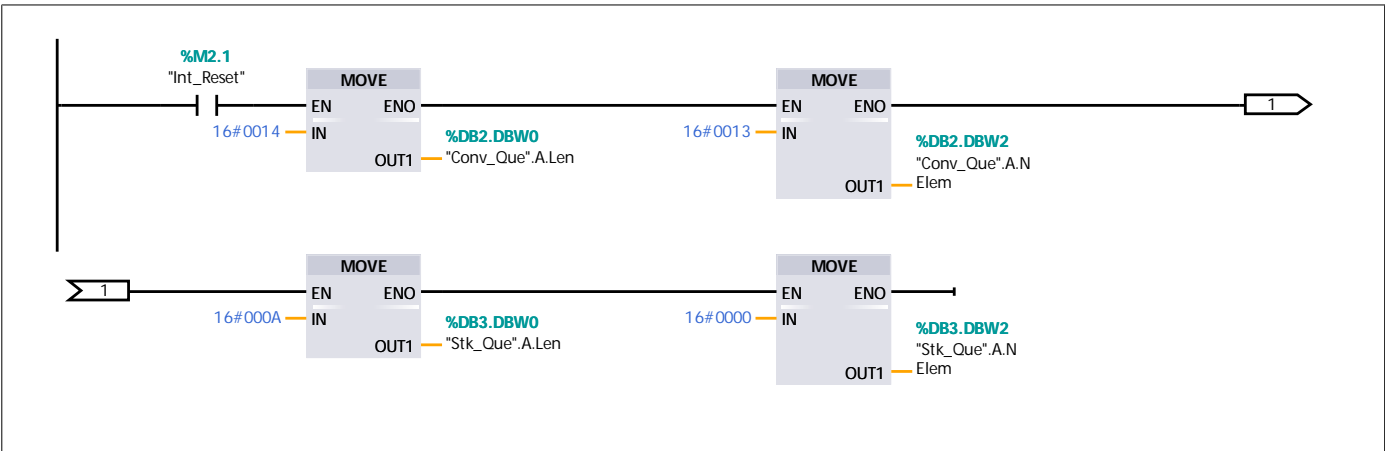 %M2.1
"Int_Reset"
MOVE
EN ENO
16#0014 IN
OUT1
%DB2.DBW0
"Conv_Que".A.Len
MOVE
EN ENO
16#0013 IN
OUT1
%DB2.DBW2
"Conv_Que".A.N
Elem
1
1
MOVE
EN ENO
16#000A IN
OUT1
%DB3.DBW0
"Stk_Que".A.Len
MOVE
EN ENO
16#0000 IN
OUT1
%DB3.DBW2
"Stk_Que".A.N
Elem